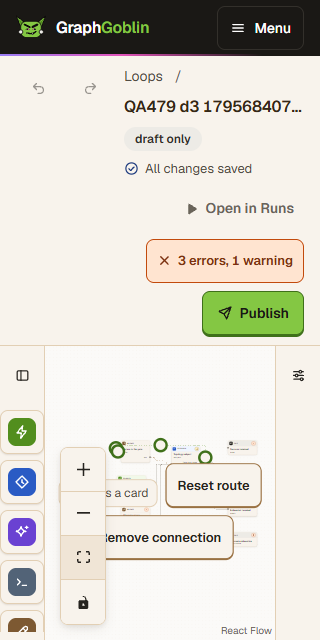 GraphGoblin
Menu
Loops /
QA479 d3 179568407...
draft only
All changes saved
Open in Runs
3 errors, 1 warning
Publish
s a card
Reset route
Remove connection
React Flow